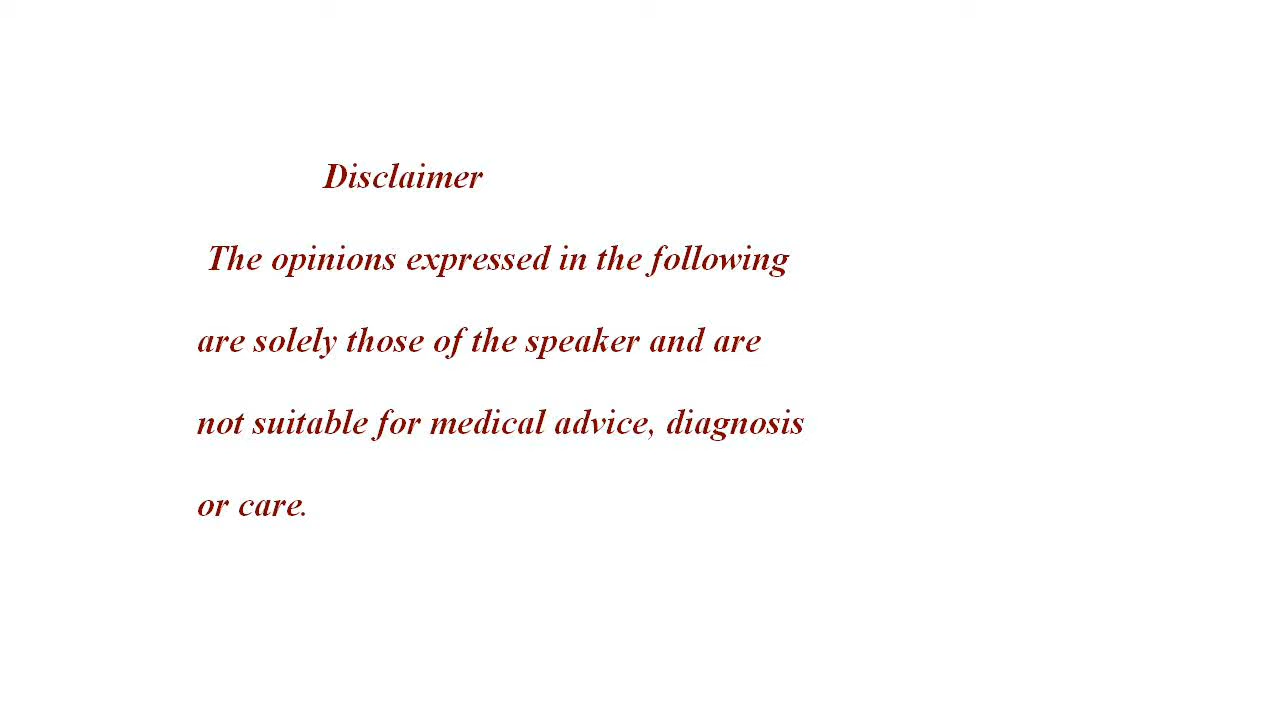 Disclaimer
The opinions expressed in the following
are solely those of the speaker and are
not suitable for medical advice, diagnosis
or care.